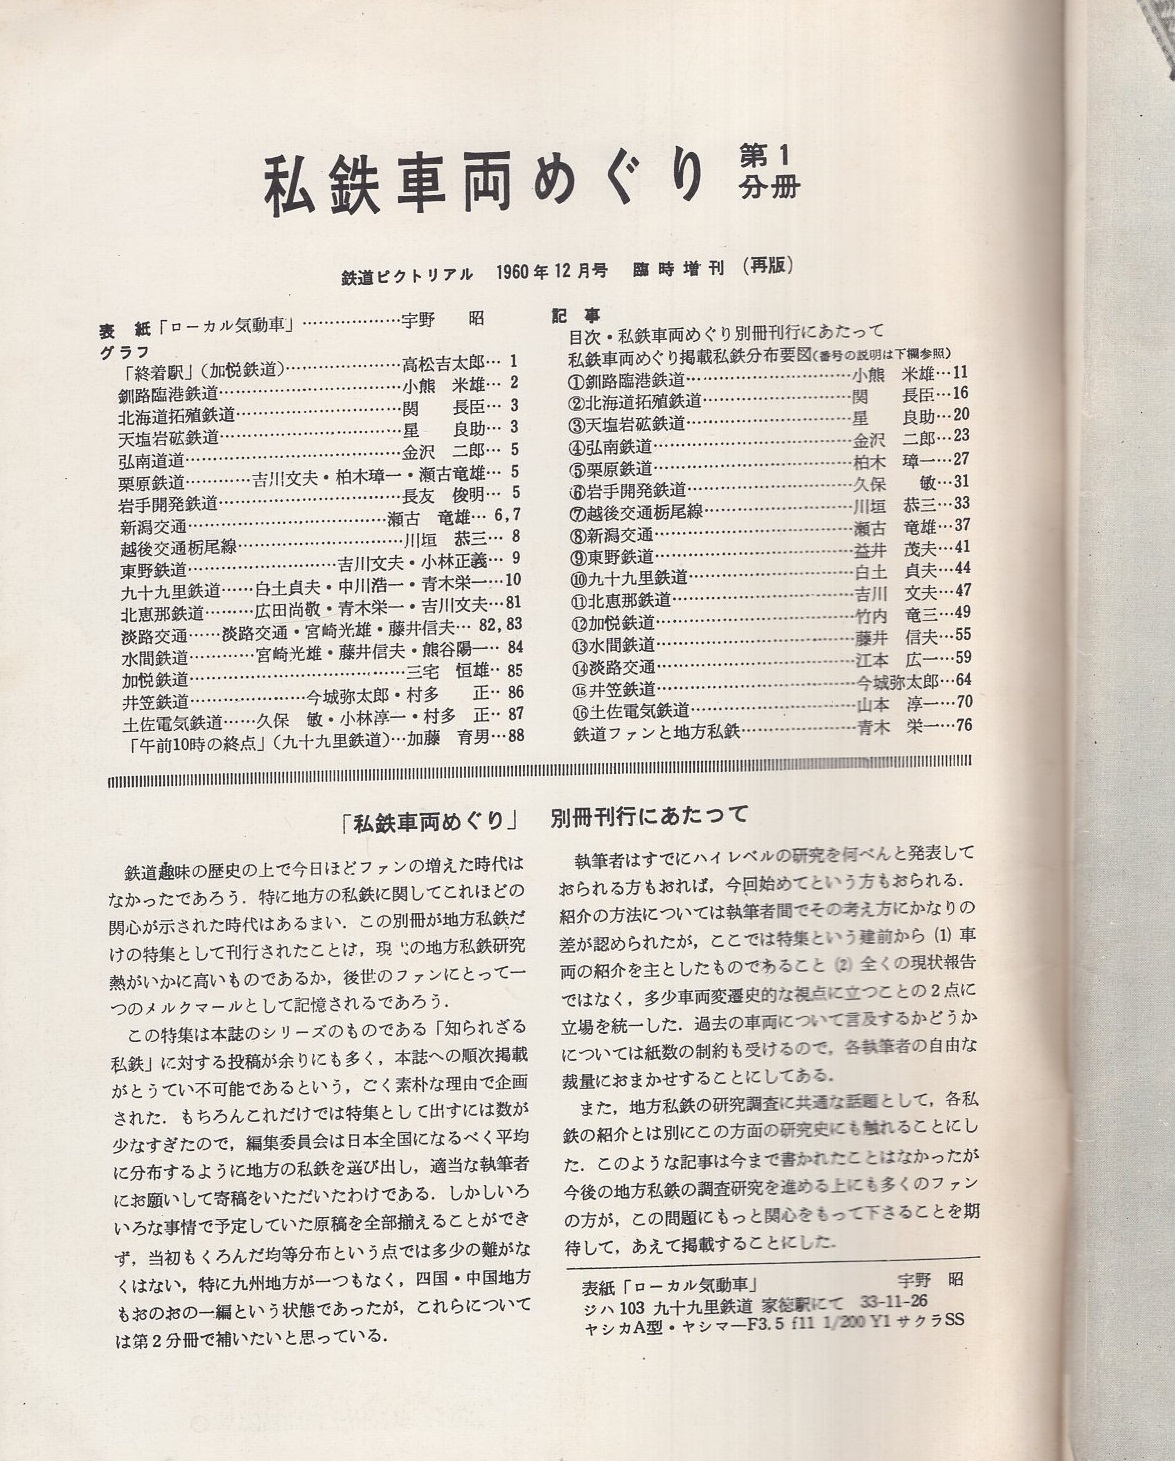 私鉄車両めぐり 第1分冊
鉄道ピクトリアル 1960年12月号 臨時増刊 (再版)
表 紙「ローカル気動車」………………宇野 昭
グラフ
「終着駅」(加悦鉄道)…………………高松吉太郎… 1
釧路臨港鉄道……………………………小熊 米雄… 2
北海道拓殖鉄道…………………………関 長臣… 3
天塩岩砿鉄道……………………………星 良助… 3
弘南道道…………………………………金沢 二郎… 5
栗原鉄道…………吉川文夫・柏木璋一・瀬古竜雄… 5
岩手開発鉄道……………………………長友 俊明… 5
新潟交通………………………………瀬古 竜雄… 6,7
越後交通栃尾線…………………………川垣 恭三… 8
東野鉄道………………………吉川文夫・小林正義… 9
九十九里鉄道……白土貞夫・中川浩一・青木栄一…10
北恵那鉄道………広田尚敬・青木栄一・吉川文夫…81
淡路交通……淡路交通・宮崎光雄・藤井信夫… 82,83
水間鉄道…………宮崎光雄・藤井信夫・熊谷陽一‥ 84
加悦鉄道…………………………………三宅 恒雄‥ 85
井笠鉄道…………………今城弥太郎・村多 正‥ 86
土佐電気鉄道……久保 敏・小林淳一・村多 正‥ 87
「午前10時の終点」(九十九里鉄道)…加藤 育男…88
記 事
目次・私鉄車両めぐり別冊刊行にあたって
私鉄車両めぐり掲載私鉄分布要図(番号の説明は下欄参照)
①釧路臨港鉄道…………………………小熊 米雄…11
②北海道拓殖鉄道………………………関 長臣…16
③天塩岩砿鉄道…………………………星 良助…20
④弘南鉄道………………………………金沢 二郎…23
⑤栗原鉄道………………………………柏木 璋一…27
⑥岩手開発鉄道…………………………久保 敏…31
⑦越後交通栃尾線………………………川垣 恭三…33
⑧新潟交通………………………………瀬古 竜雄…37
⑨東野鉄道………………………………益井 茂夫…41
⑩九十九里鉄道…………………………白土 貞夫…44
⑪北恵那鉄道……………………………吉川 文夫…47
⑫加悦鉄道………………………………竹内 竜三…49
⑬水間鉄道………………………………藤井 信夫…55
⑭淡路交通………………………………江本 広一…59
⑮井笠鉄道………………………………今城弥太郎…64
⑯土佐電気鉄道…………………………山本 淳一…70
鉄道ファンと地方私鉄…………………青木 栄一…76
「私鉄車両めぐり」 別冊刊行にあたって
鉄道趣味の歴史の上で今日ほどファンの増えた時代は
なかったであろう．特に地方の私鉄に関してこれほどの
関心が示された時代はあるまい．この別冊が地方私鉄だ
けの特集として刊行されたことは，現 の地方私鉄研究
熱がいかに高いものであるか，後世のファンにとって一
つのメルクマールとして記憶されるであろう．
この特集は本誌のシリーズのものである「知られざる
私鉄」に対する投稿が余りにも多く，本誌への順次掲載
がとうてい不可能であるという，ごく素朴な理由で企画
された．もちろんこれだけでは特集として出すには数が
少なすぎたので，編集委員会は日本全国になるべく平均
に分布するように地方の私鉄を選び出し，適当な執筆者
にお願いして寄稿をいただいたわけである．しかしいろ
いろな事情で予定していた原稿を全部揃えることができ
ず，当初もくろんだ均等分布という点では多少の難がな
くはない，特に九州地方が一つもなく，四国・中国地方
もおのおの一編という状態であったが，これらについて
は第2分冊で補いたいと思っている．
執筆者はすでにハイレベルの研究を何べんと発表して
おられる方もおれば，今回始めてという方もおられる．
紹介の方法については執筆者間でその考え方にかなりの
差が認められたが，ここでは特集という建前から (1) 車
両の紹介を主としたものであること (2) 全くの現状報告
ではなく，多少車両変遷史的な視点に立つことの2点に
立場を統一した．過去の車両について言及するかどうか
については紙数の制約も受けるので，各執筆者の自由な
裁量におまかせすることにしてある．
また，地方私鉄の研究調査に共通な話題として，各私
鉄の紹介とは別にこの方面の研究史にも触れることにし
た．このような記事は今まで書かれたことはなかったが
今後の地方私鉄の調査研究を進める上にも多くのファン
の方が，この問題にもっと関心をもって下さることを期
待して，あえて掲載することにした．
表紙「ローカル気動車」 宇野 昭
ジハ 103 九十九里鉄道 家徳駅にて 33-11-26
ヤシカA型・ヤシマーF3.5 f11 1/200 Y1 サクラSS